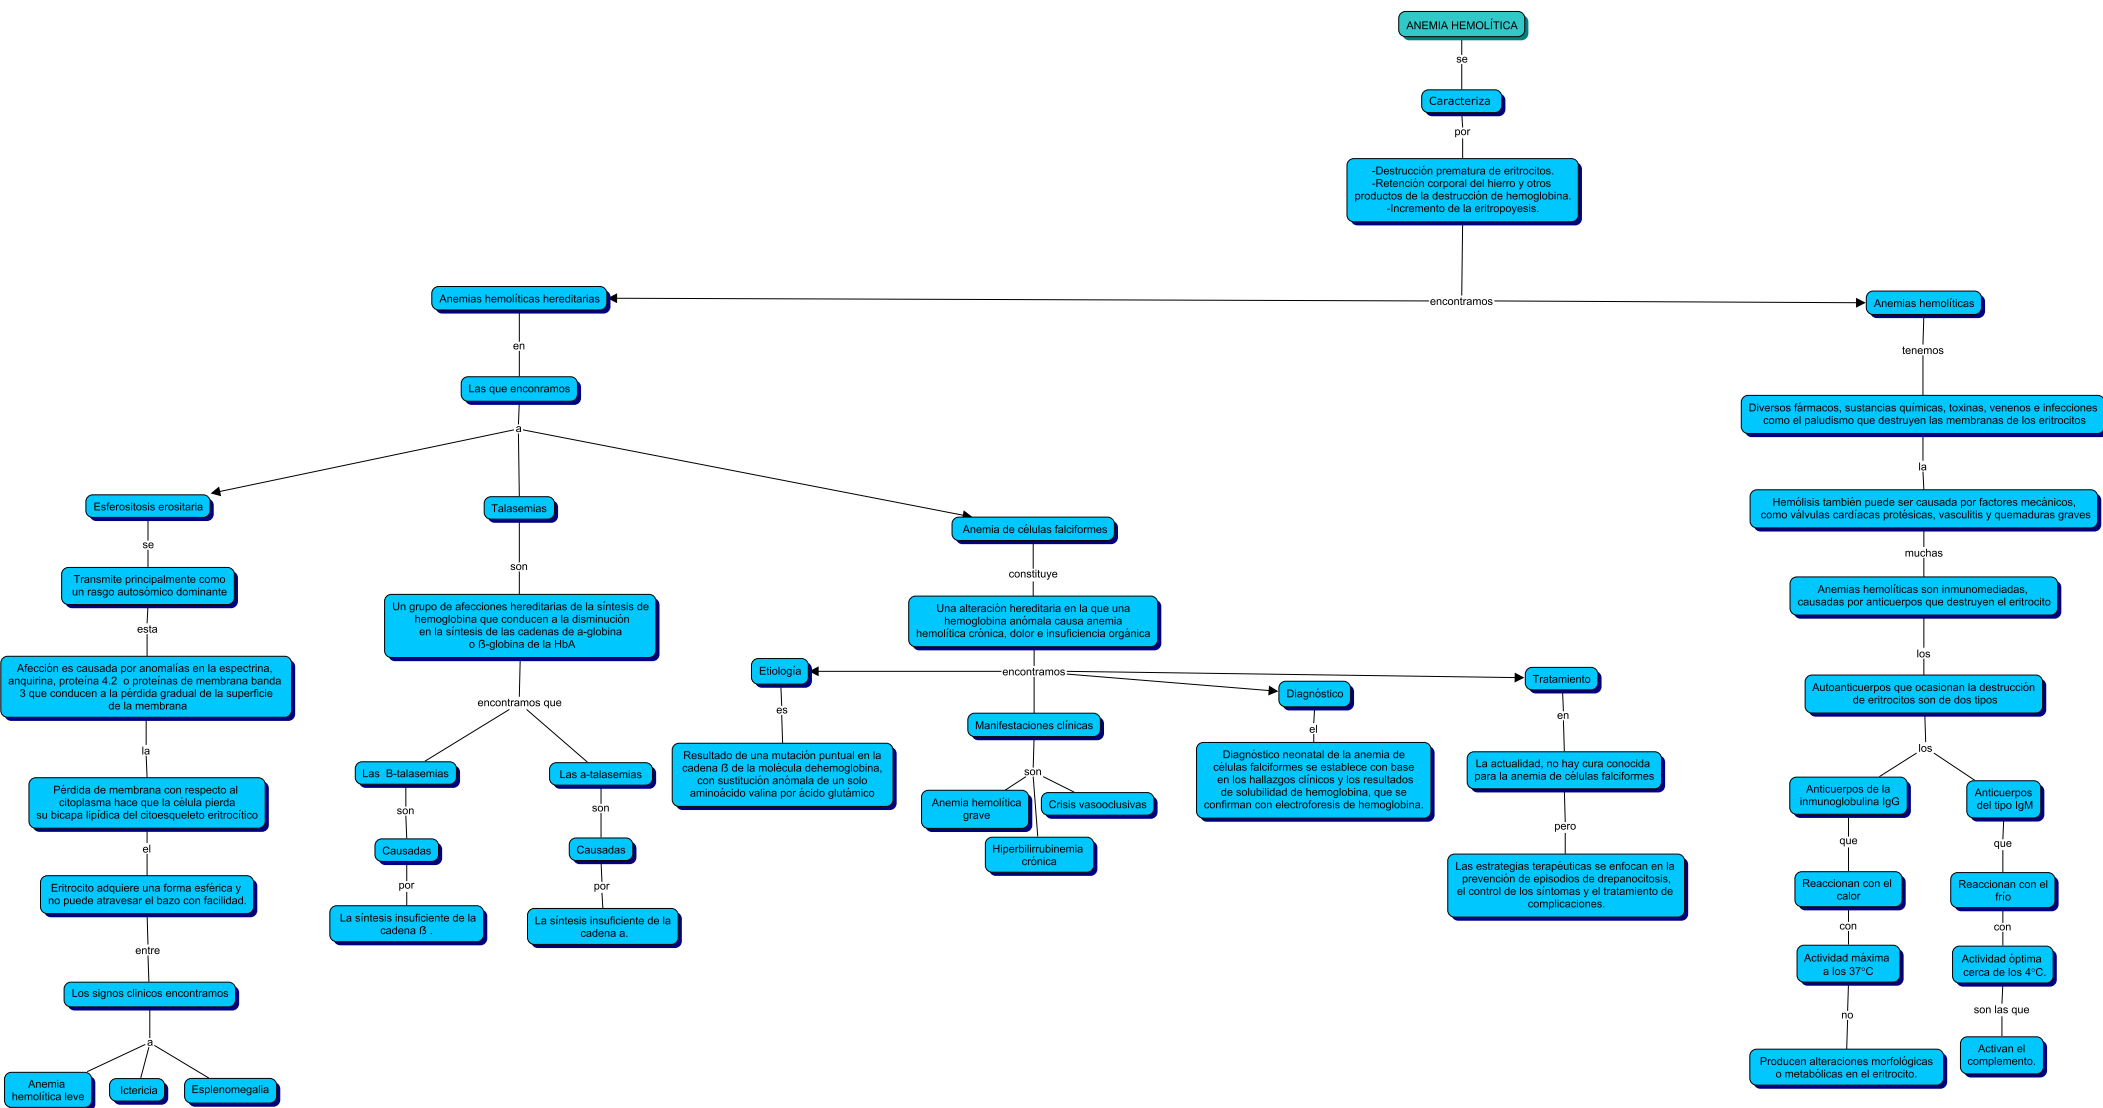 ANEMIA HEMOLÍTICA
se
Caracteriza
por
-Destrucción prematura de eritrocitos.
-Retención corporal del hierro y otros
productos de la destrucción de hemoglobina.
-Incremento de la eritropoyesis.
encontramos
Anemias hemolíticas hereditarias
en
Las que enconramos
a
Esferositosis erositaria
se
Transmite principalmente como
un rasgo autosómico dominante
esta
Afección es causada por anomalías en la espectrina,
anquirina, proteína 4.2 o proteínas de membrana banda
3 que conducen a la pérdida gradual de la superficie
de la membrana
la
Pérdida de membrana con respecto al
citoplasma hace que la célula pierda
su bicapa lipídica del citoesqueleto eritrocítico
el
Eritrocito adquiere una forma esférica y
no puede atravesar el bazo con facilidad.
entre
Los signos clinicos encontramos
a
Anemia
hemolítica leve
Ictericia
Esplenomegalia
Talasemias
son
Un grupo de afecciones hereditarias de la síntesis de
hemoglobina que conducen a la disminución
en la síntesis de las cadenas de a-globina
o ß-globina de la HbA
encontramos que
Las B-talasemias
son
Causadas
por
La síntesis insuficiente de la
cadena ß .
Las a-talasemias
son
Causadas
por
La síntesis insuficiente de la
cadena a.
Anemia de células falciformes
constituye
Una alteración hereditaria en la que una
hemoglobina anómala causa anemia
hemolítica crónica, dolor e insuficiencia orgánica
encontramos
Etiología
es
Resultado de una mutación puntual en la
cadena ß de la molécula dehemoglobina,
con sustitución anómala de un solo
aminoácido valina por ácido glutámico
Manifestaciones clínicas
son
Anemia hemolítica
grave
Hiperbilirrubinemia
crónica
Crisis vasooclusivas
Diagnóstico
el
Diagnóstico neonatal de la anemia de
células falciformes se establece con base
en los hallazgos clínicos y los resultados
de solubilidad de hemoglobina, que se
confirman con electroforesis de hemoglobina.
Tratamiento
en
La actualidad, no hay cura conocida
para la anemia de células falciformes
pero
Las estrategias terapéuticas se enfocan en la
prevención de episodios de drepanocitosis,
el control de los síntomas y el tratamiento de
complicaciones.
Anemias hemolíticas
tenemos
Diversos fármacos, sustancias químicas, toxinas, venenos e infecciones
como el paludismo que destruyen las membranas de los eritrocitos
la
Hemólisis también puede ser causada por factores mecánicos,
como válvulas cardíacas protésicas, vasculitis y quemaduras graves
muchas
Anemias hemolíticas son inmunomediadas,
causadas por anticuerpos que destruyen el eritrocito
los
Autoanticuerpos que ocasionan la destrucción
de eritrocitos son de dos tipos
los
Anticuerpos de la
inmunoglobulina IgG
que
Reaccionan con el
calor
con
Actividad máxima
a los 37°C
no
Producen alteraciones morfológicas
o metabólicas en el eritrocito.
Anticuerpos
del tipo IgM
que
Reaccionan con el
frío
con
Actividad óptima
cerca de los 4°C.
son las que
Activan el
complemento.